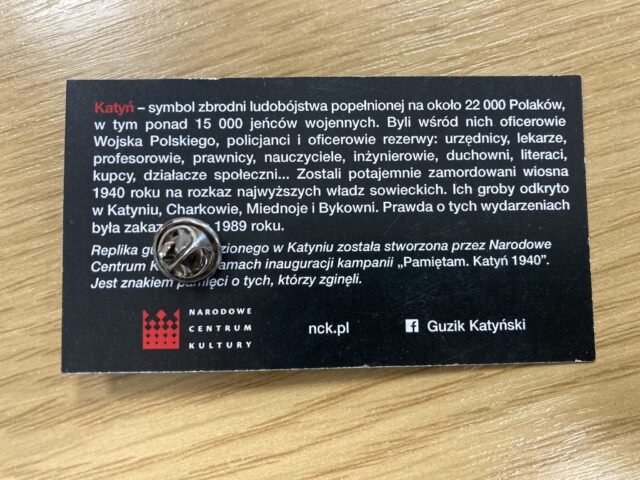 Katyń – symbol zbrodni ludobójstwa popełnionej na około 22 000 Polaków,
w tym ponad 15 000 jeńców wojennych. Byli wśród nich oficerowie
Wojska Polskiego, policjanci i oficerowie rezerwy: urzędnicy, lekarze,
profesorowie, prawnicy, nauczyciele, inżynierowie, duchowni, literaci,
kupcy, działacze społeczni... Zostali potajemnie zamordowani wiosna
1940 roku na rozkaz najwyższych władz sowieckich. Ich groby odkryto
w Katyniu, Charkowie, Miednoje i Bykowni. Prawda o tych wydarzeniach
była 1989 roku.
Replika w Katyniu została stworzona przez Narodowe
Centrum inauguracji kampanii „Pamiętam. Katyń 1940”.
Jest znakiem pamięci o tych, którzy zginęli.
NARODOWE
CENTRUM
KULTURY
nck.pl
Guzik Katyński